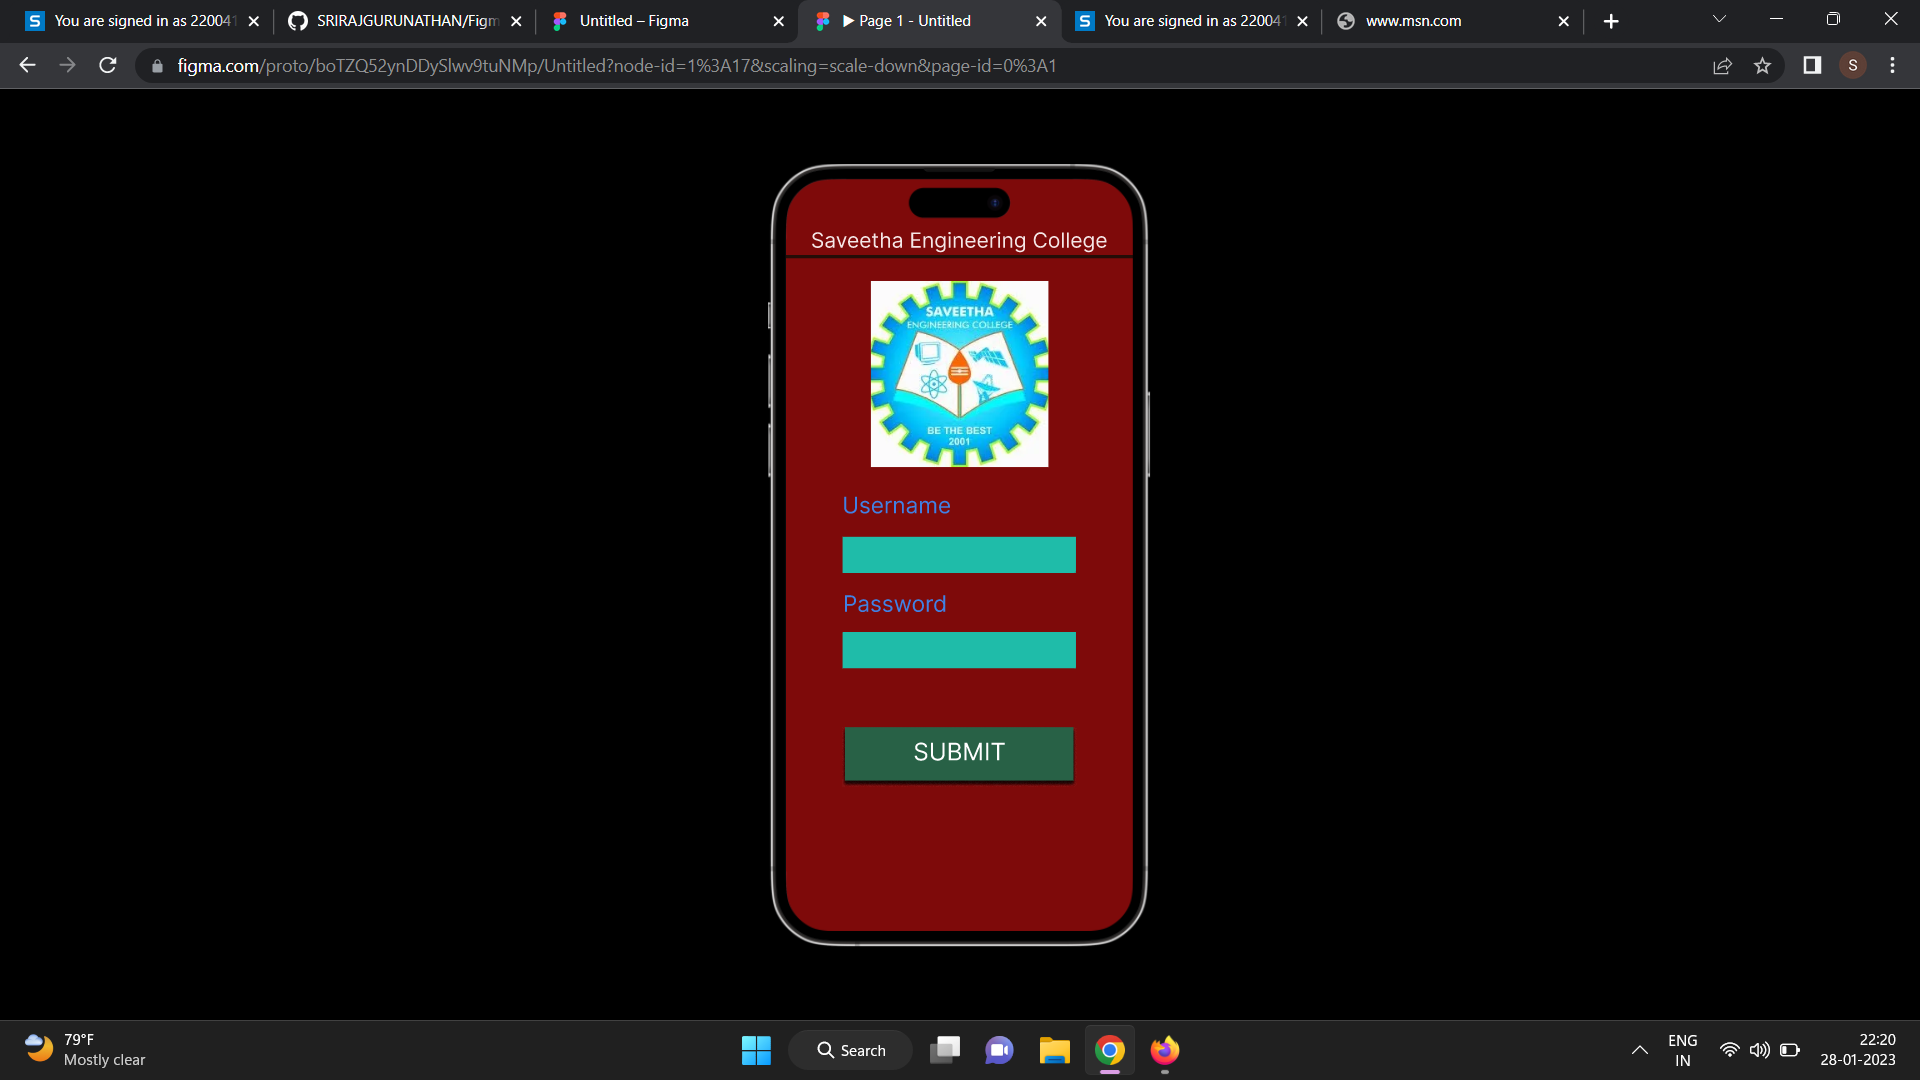 S You are signed in as 220041
SRIRAJGURUNATHAN/Figm
Untitled – Figma
Page 1 - Untitled
S You are signed in as 220041
www.msn.com
figma.com/proto/boTZQ52ynDDySlwv9tuNMp/Untitled?node-id=1%3A17&scaling=scale-down&page-id=0%3A1
S
Saveetha Engineering College
SAVEETHA
ENGINEERING COLLEGE
BE THE BEST
2001
Username
Password
SUBMIT
79°F
Mostly clear
Search
ENG
IN
22:20
28-01-2023